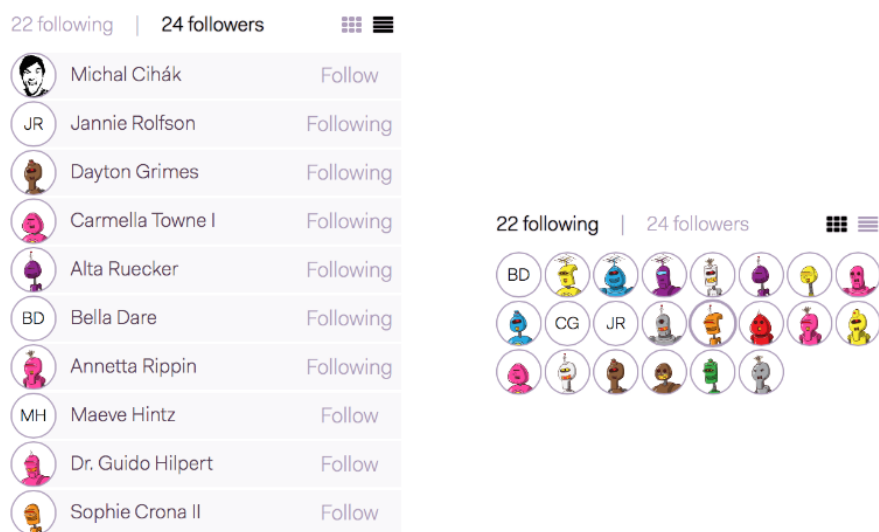 22 following | 24 followers
Michal Cihák Follow
JR Jannie Rolfson Following
Dayton Grimes Following
Carmella Towne I Following
Alta Ruecker Following
BD Bella Dare Following
Annetta Rippin Following
MH Maeve Hintz Follow
Dr. Guido Hilpert Follow
Sophie Crona II Follow
22 following | 24 followers
BD
CG JR